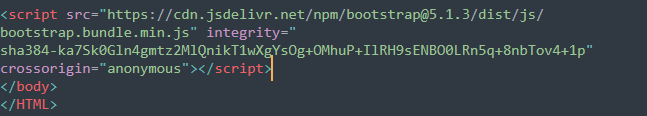 <script src="https://cdn.jsdelivr.net/npm/bootstrap@5.1.3/dist/js/
bootstrap.bundle.min.js" integrity="
sha384-ka7Sk0Gln4gmtz2MlQnikT1wXgYsOg+OMhuP+IlRH9sENBO0LRn5q+8nbTov4+1p"
crossorigin="anonymous"></script>
</body>
</HTML>